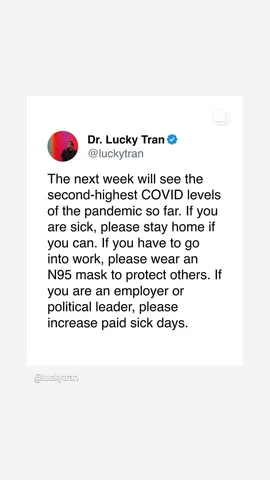 Dr. Lucky Tran
@luckytran
The next week will see the
second-highest COVID levels
of the pandemic so far. If you
are sick, please stay home if
you can. If you have to go
into work, please wear an
N95 mask to protect others. If
you are an employer or
political leader, please
increase paid sick days.
@luckytran